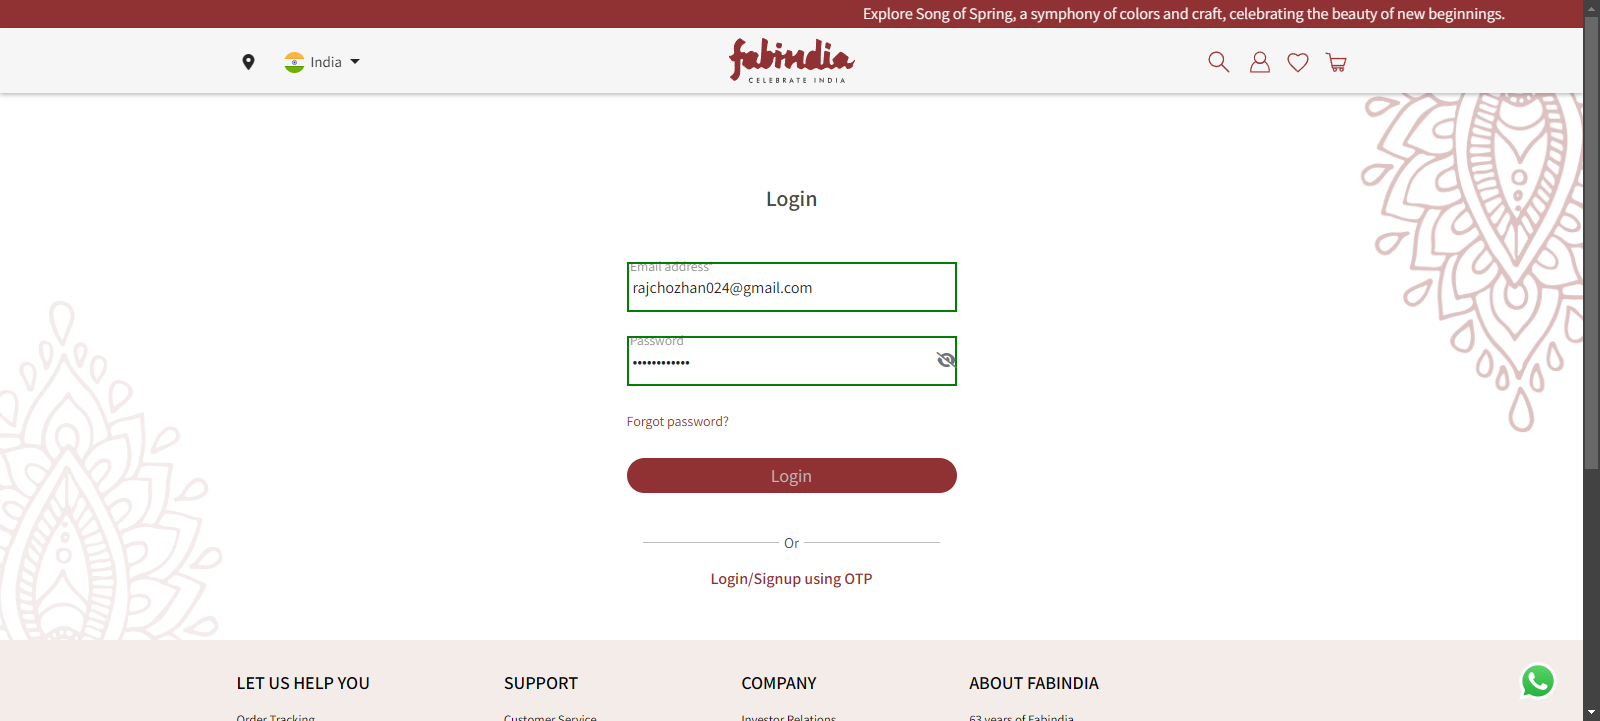 Explore Song of Spring, a symphony of colors and craft, celebrating the beauty of new beginnings.
India
fabindia
CELEBRATE INDIA
Login
Email address*
rajchozhan024@gmail.com
Password
••••••••••••
Forgot password?
Login
Or
Login/Signup using OTP
LET US HELP YOU
SUPPORT
COMPANY
ABOUT FABINDIA
Order Tracking
Customer Service
Investor Relations
63 years of Fabindia